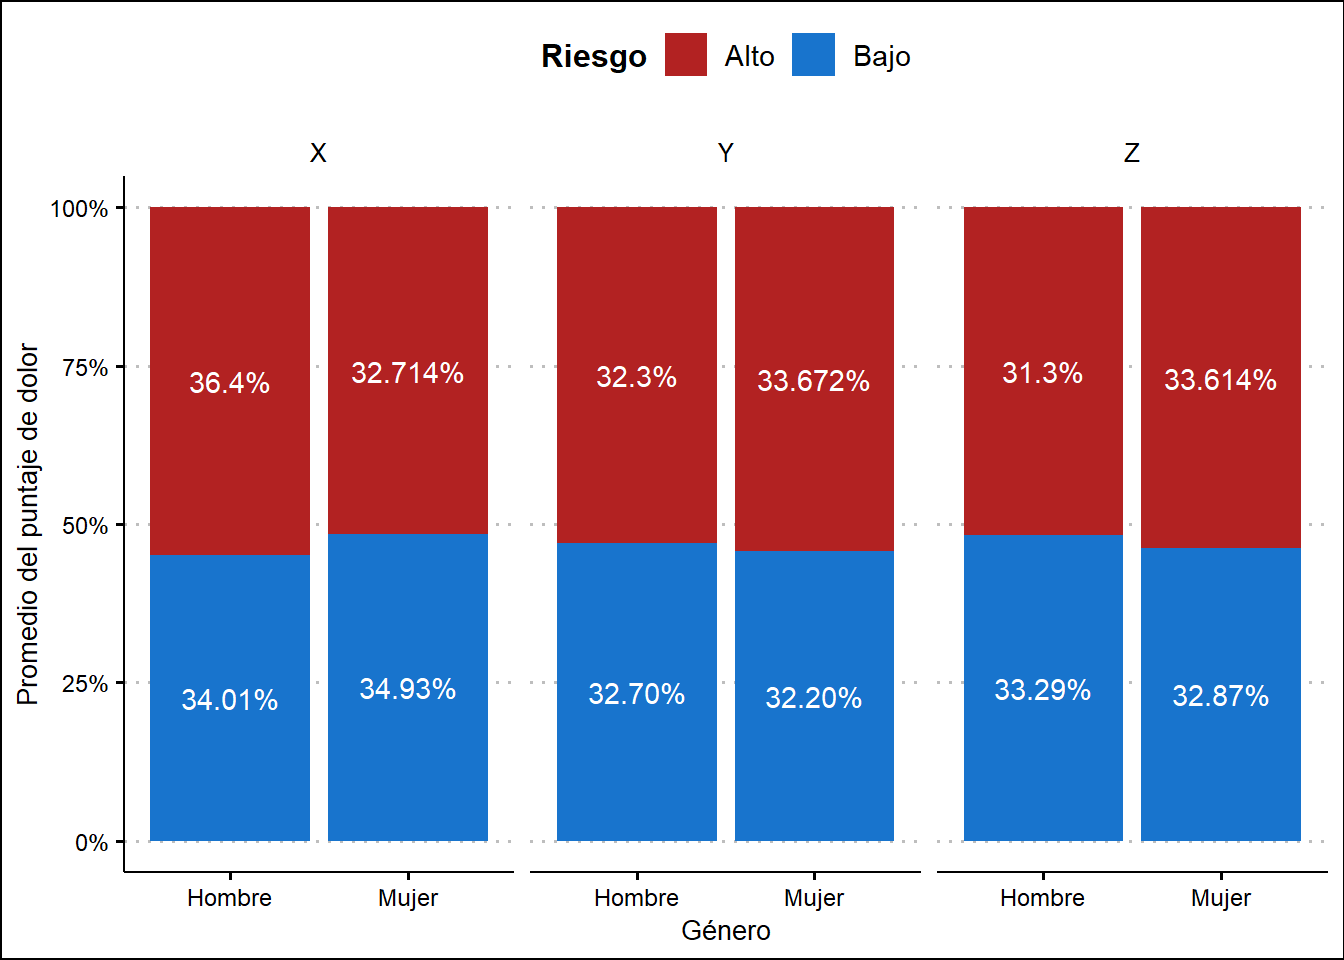 Riesgo Alto Bajo
X Y Z
100%
75%
50%
25%
0%
Promedio del puntaje de dolor
36.4% 32.714% 32.3% 33.672% 31.3% 33.614%
34.01% 34.93% 32.70% 32.20% 33.29% 32.87%
Hombre Mujer Hombre Mujer Hombre Mujer
Género